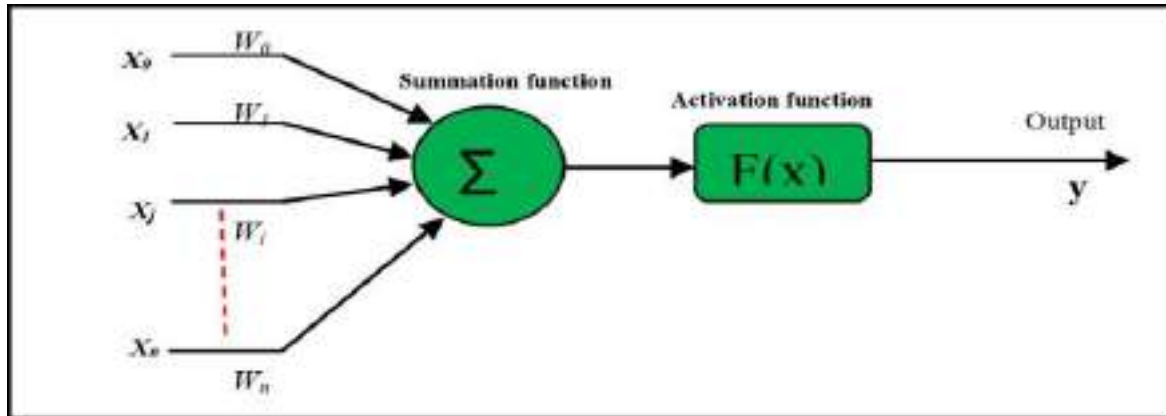 X₀ W₀
Summation function
X₁ W₁
Activation function
Output
Σ
F(x)
y
Xⱼ Wᵢ
Xₙ
Wₙ